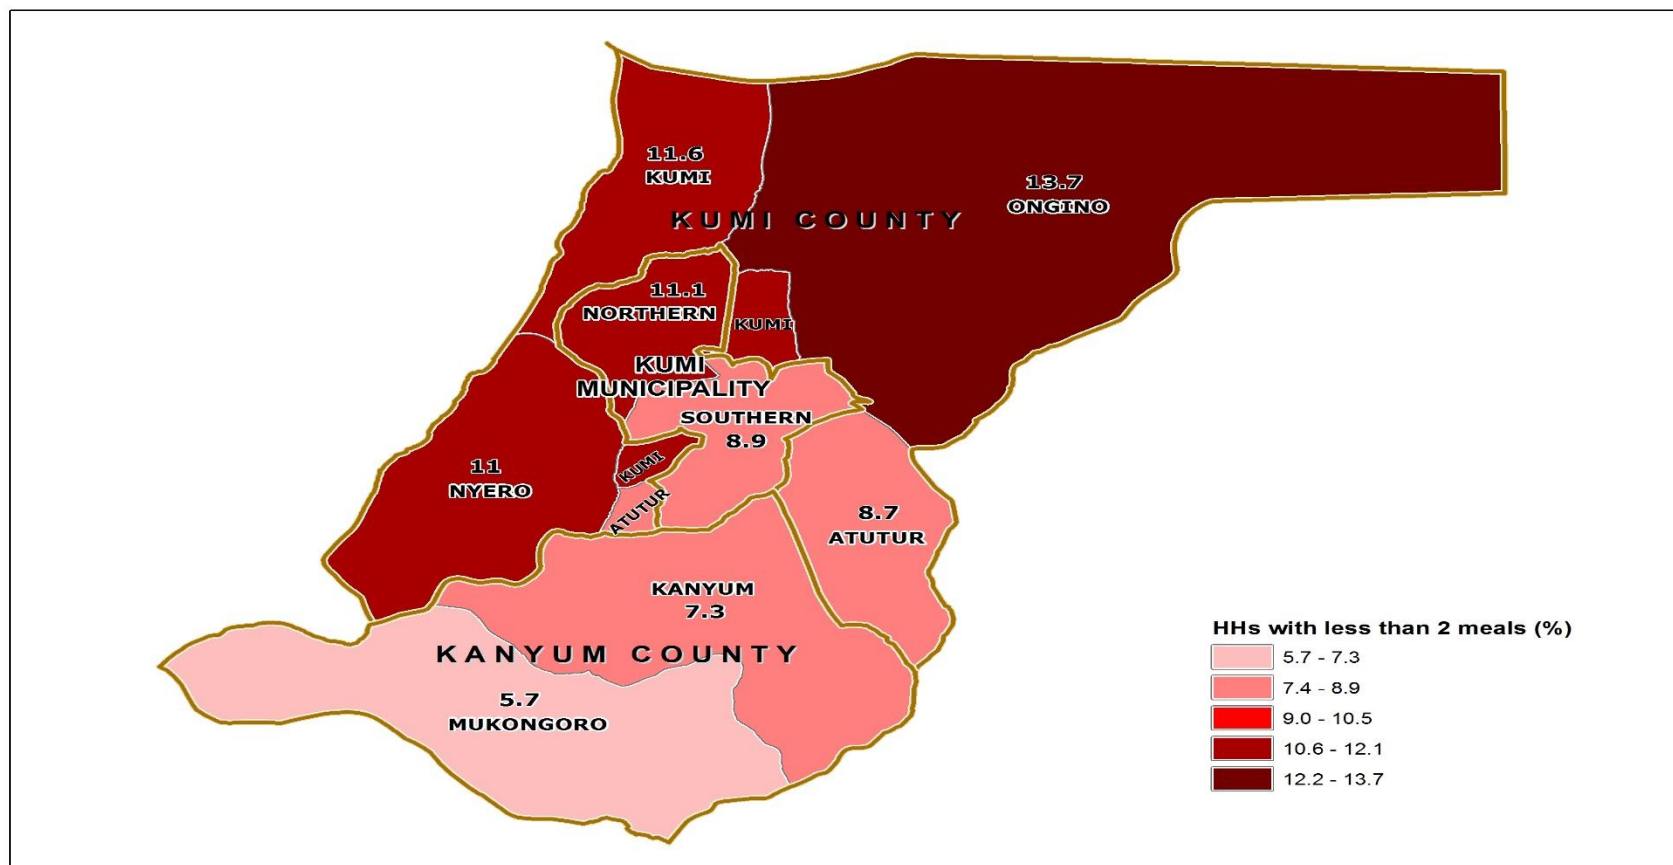 11.6
KUMI
13.7
ONGINO
KUMI COUNTY
11.1
NORTHERN
KUMI
KUMI
MUNICIPALITY
SOUTHERN
8.9
11
NYERO
KUMI
ATUTUR
8.7
ATUTUR
KANYUM
7.3
KANYUM COUNTY
5.7
MUKONGORO
HHs with less than 2 meals (%)
5.7 - 7.3
7.4 - 8.9
9.0 - 10.5
10.6 - 12.1
12.2 - 13.7